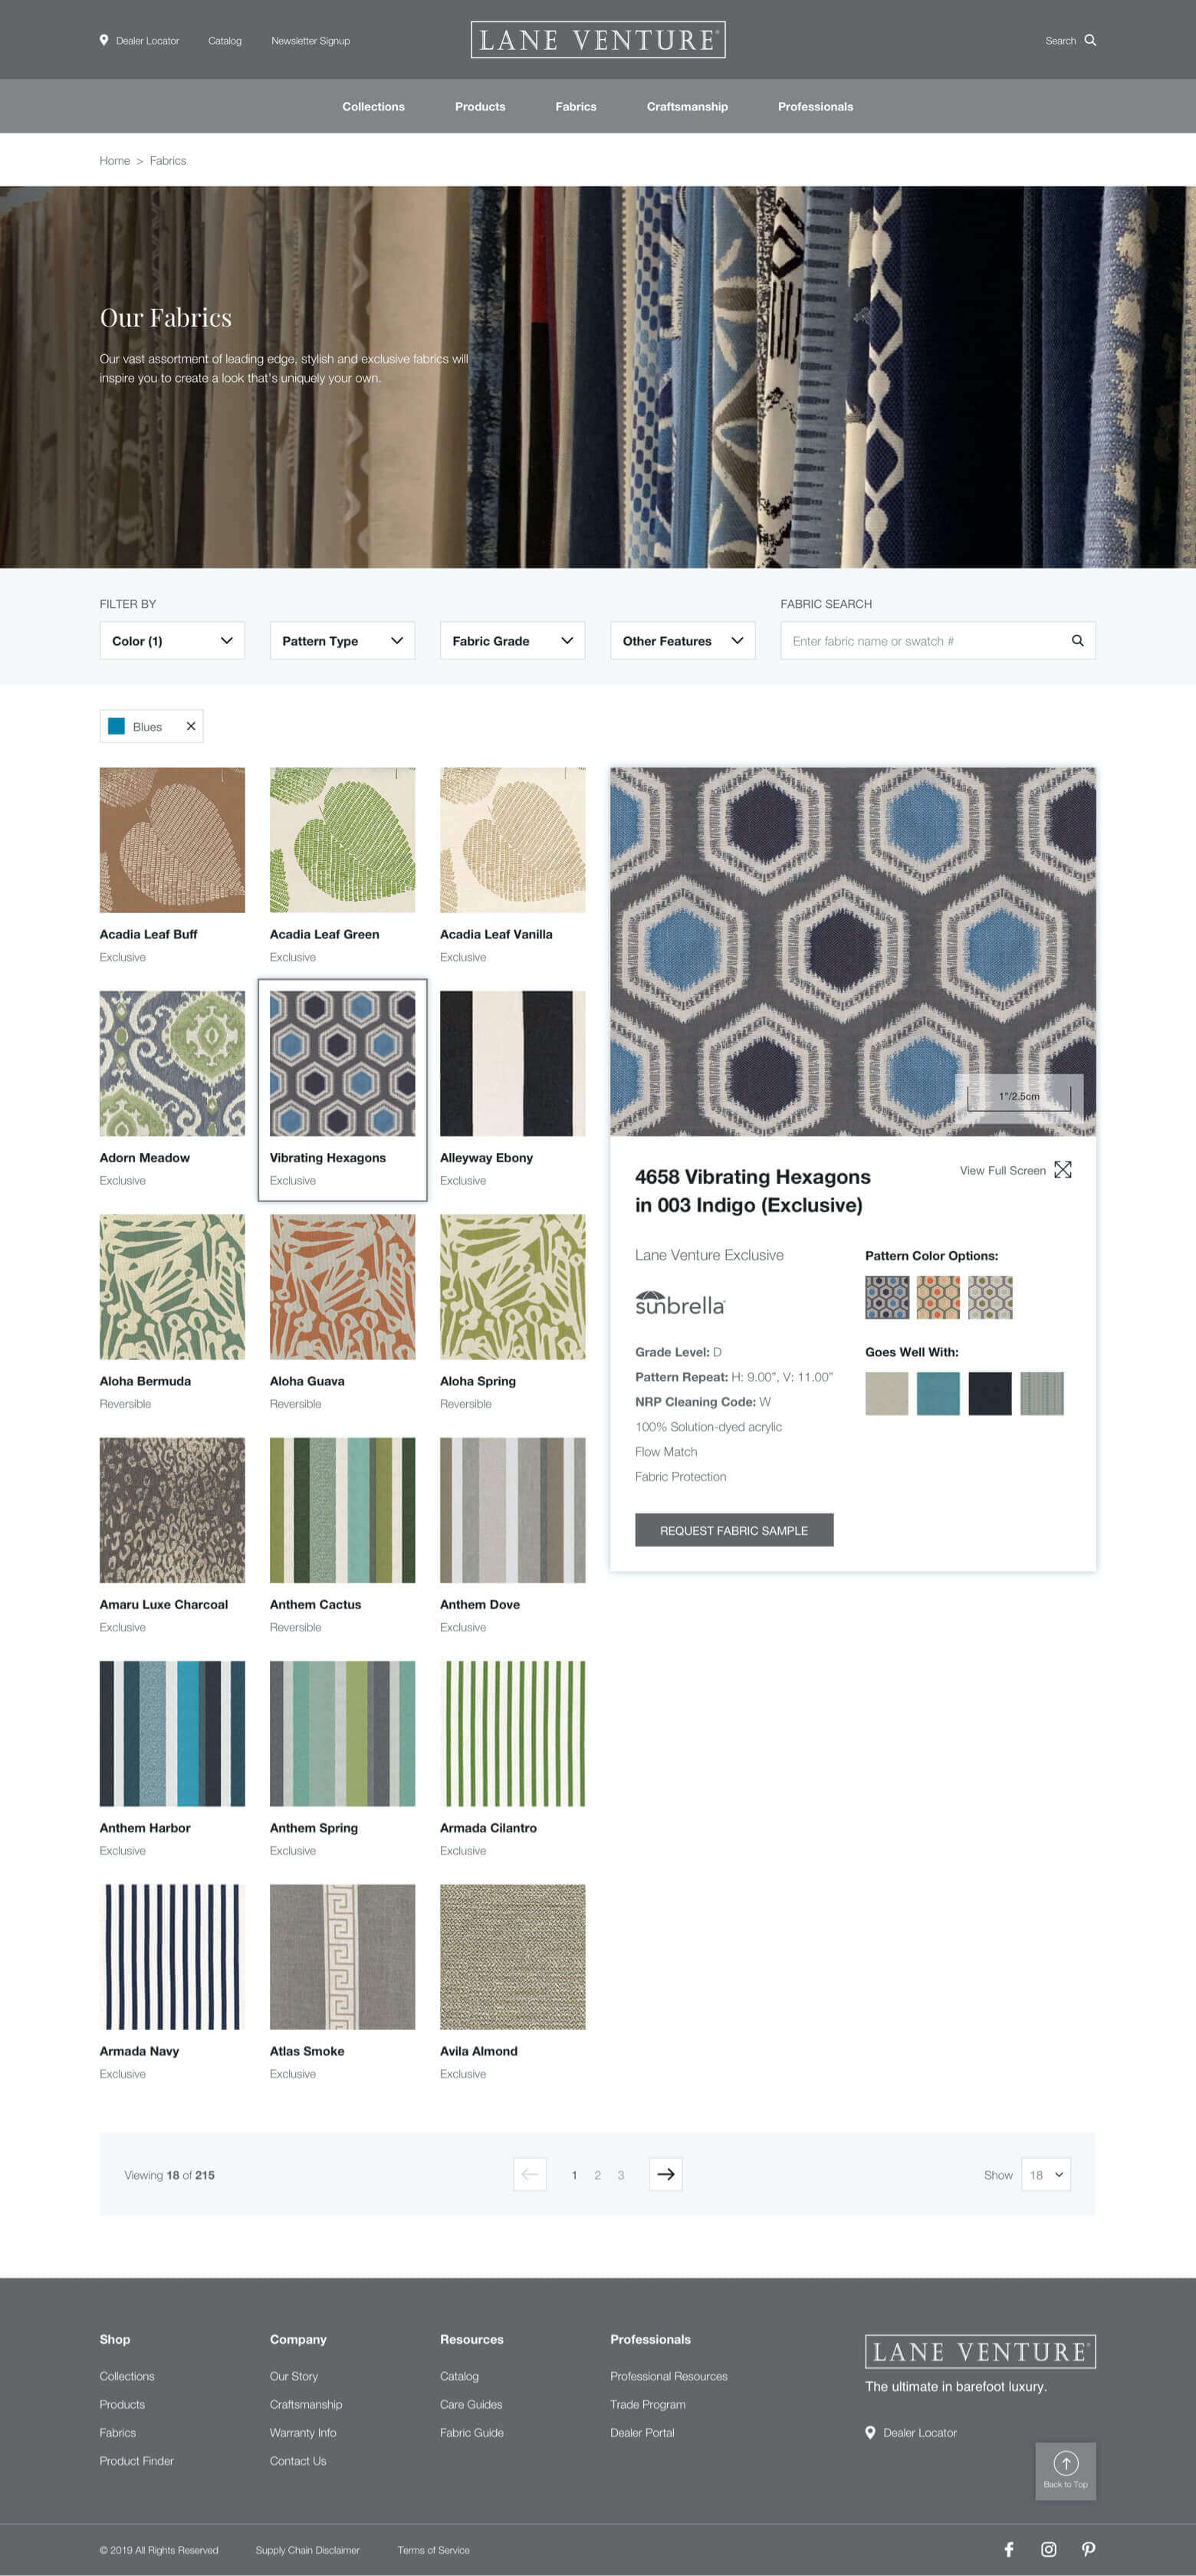 Dealer Locator Catalog Newsletter Signup LANE VENTURE® Search
Collections Products Fabrics Craftsmanship Professionals
Home > Fabrics
Our Fabrics
Our vast assortment of leading edge, stylish and exclusive fabrics will
inspire you to create a look that's uniquely your own.
FILTER BY FABRIC SEARCH
Color (1) Pattern Type Fabric Grade Other Features Enter fabric name or swatch #
Blues
Acadia Leaf Buff Acadia Leaf Green Acadia Leaf Vanilla
Exclusive Exclusive Exclusive
Adorn Meadow Vibrating Hexagons Alleyway Ebony
Exclusive Exclusive Exclusive
Aloha Bermuda Aloha Guava Aloha Spring
Reversible Reversible Reversible
Amaru Luxe Charcoal Anthem Cactus Anthem Dove
Exclusive Reversible Exclusive
Anthem Harbor Anthem Spring Armada Cilantro
Exclusive Exclusive Exclusive
Armada Navy Atlas Smoke Avila Almond
Exclusive Exclusive Exclusive
1"/2.5cm
4658 Vibrating Hexagons
in 003 Indigo (Exclusive)
View Full Screen
Lane Venture Exclusive
sunbrella
Grade Level: D
Pattern Repeat: H: 9.00", V: 11.00"
NRP Cleaning Code: W
100% Solution-dyed acrylic
Flow Match
Fabric Protection
Pattern Color Options:
Goes Well With:
REQUEST FABRIC SAMPLE
Viewing 18 of 215 1 2 3 Show 18
Shop
Collections
Products
Fabrics
Product Finder
Company
Our Story
Craftsmanship
Warranty Info
Contact Us
Resources
Catalog
Care Guides
Fabric Guide
Professionals
Professional Resources
Trade Program
Dealer Portal
LANE VENTURE®
The ultimate in barefoot luxury.
Dealer Locator
Back to Top
© 2019 All Rights Reserved Supply Chain Disclaimer Terms of Service